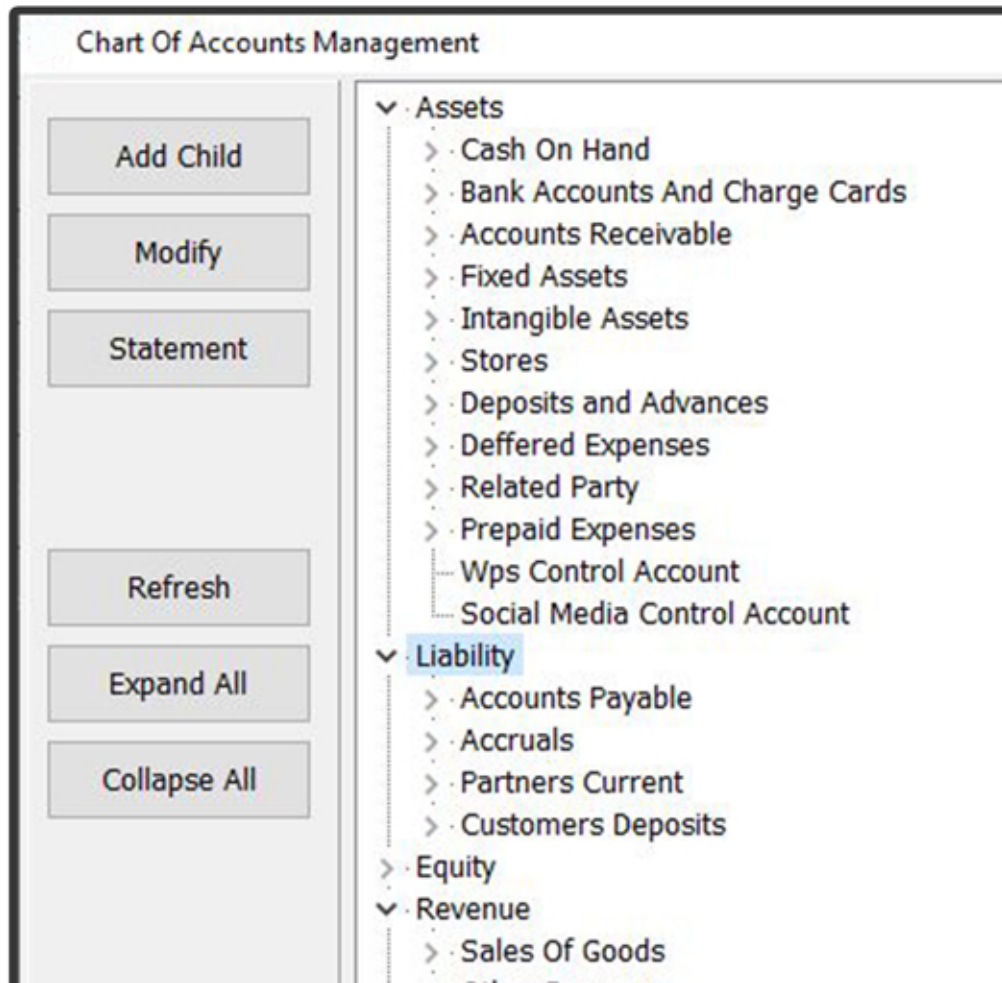 Chart Of Accounts Management
Add Child
Modify
Statement
Refresh
Expand All
Collapse All
Assets
Cash On Hand
Bank Accounts And Charge Cards
Accounts Receivable
Fixed Assets
Intangible Assets
Stores
Deposits and Advances
Deffered Expenses
Related Party
Prepaid Expenses
Wps Control Account
Social Media Control Account
Liability
Accounts Payable
Accruals
Partners Current
Customers Deposits
Equity
Revenue
Sales Of Goods